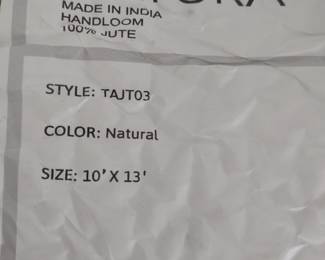 MADE IN INDIA
HANDLOOM
100% JUTE
STYLE: TAJT03
COLOR: Natural
SIZE: 10' X 13'